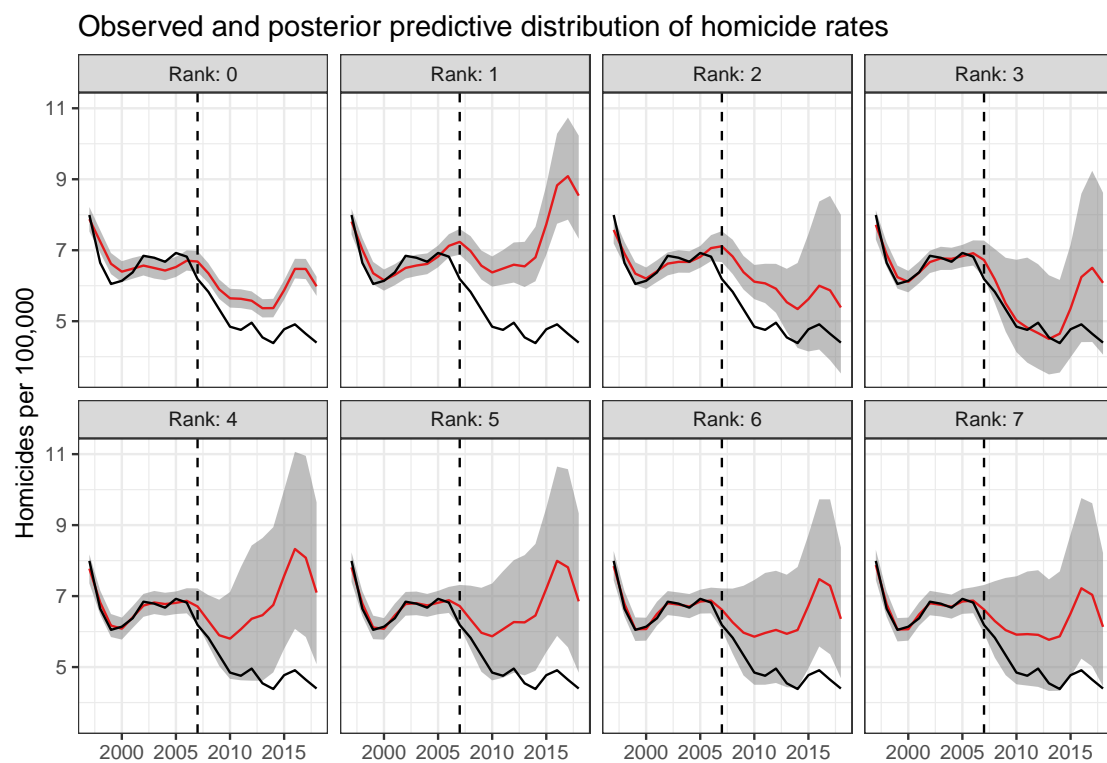 Observed and posterior predictive distribution of homicide rates
Rank: 0 Rank: 1 Rank: 2 Rank: 3
11
9
7
5
Rank: 4 Rank: 5 Rank: 6 Rank: 7
11
9
7
5
2000 2005 2010 2015 2000 2005 2010 2015 2000 2005 2010 2015 2000 2005 2010 2015
Homicides per 100,000